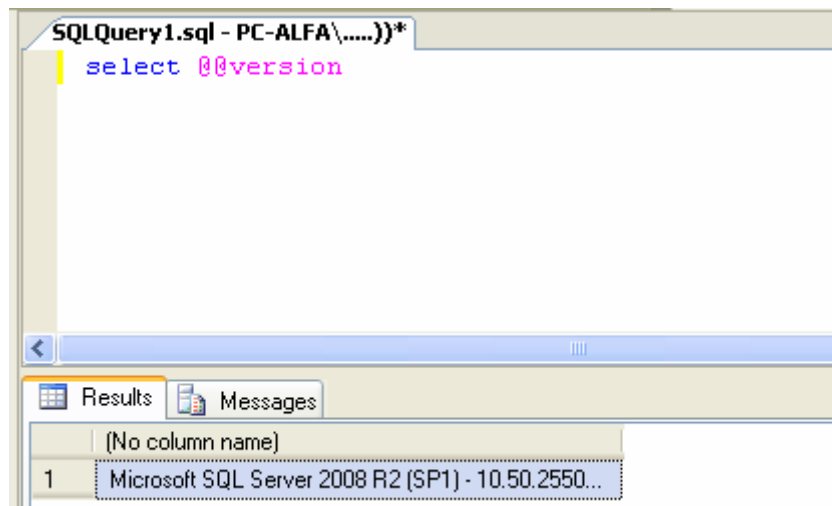 SQLQuery1.sql - PC-ALFA\.....))*
select @@version
Results Messages
(No column name)
1 Microsoft SQL Server 2008 R2 (SP1) - 10.50.2550...